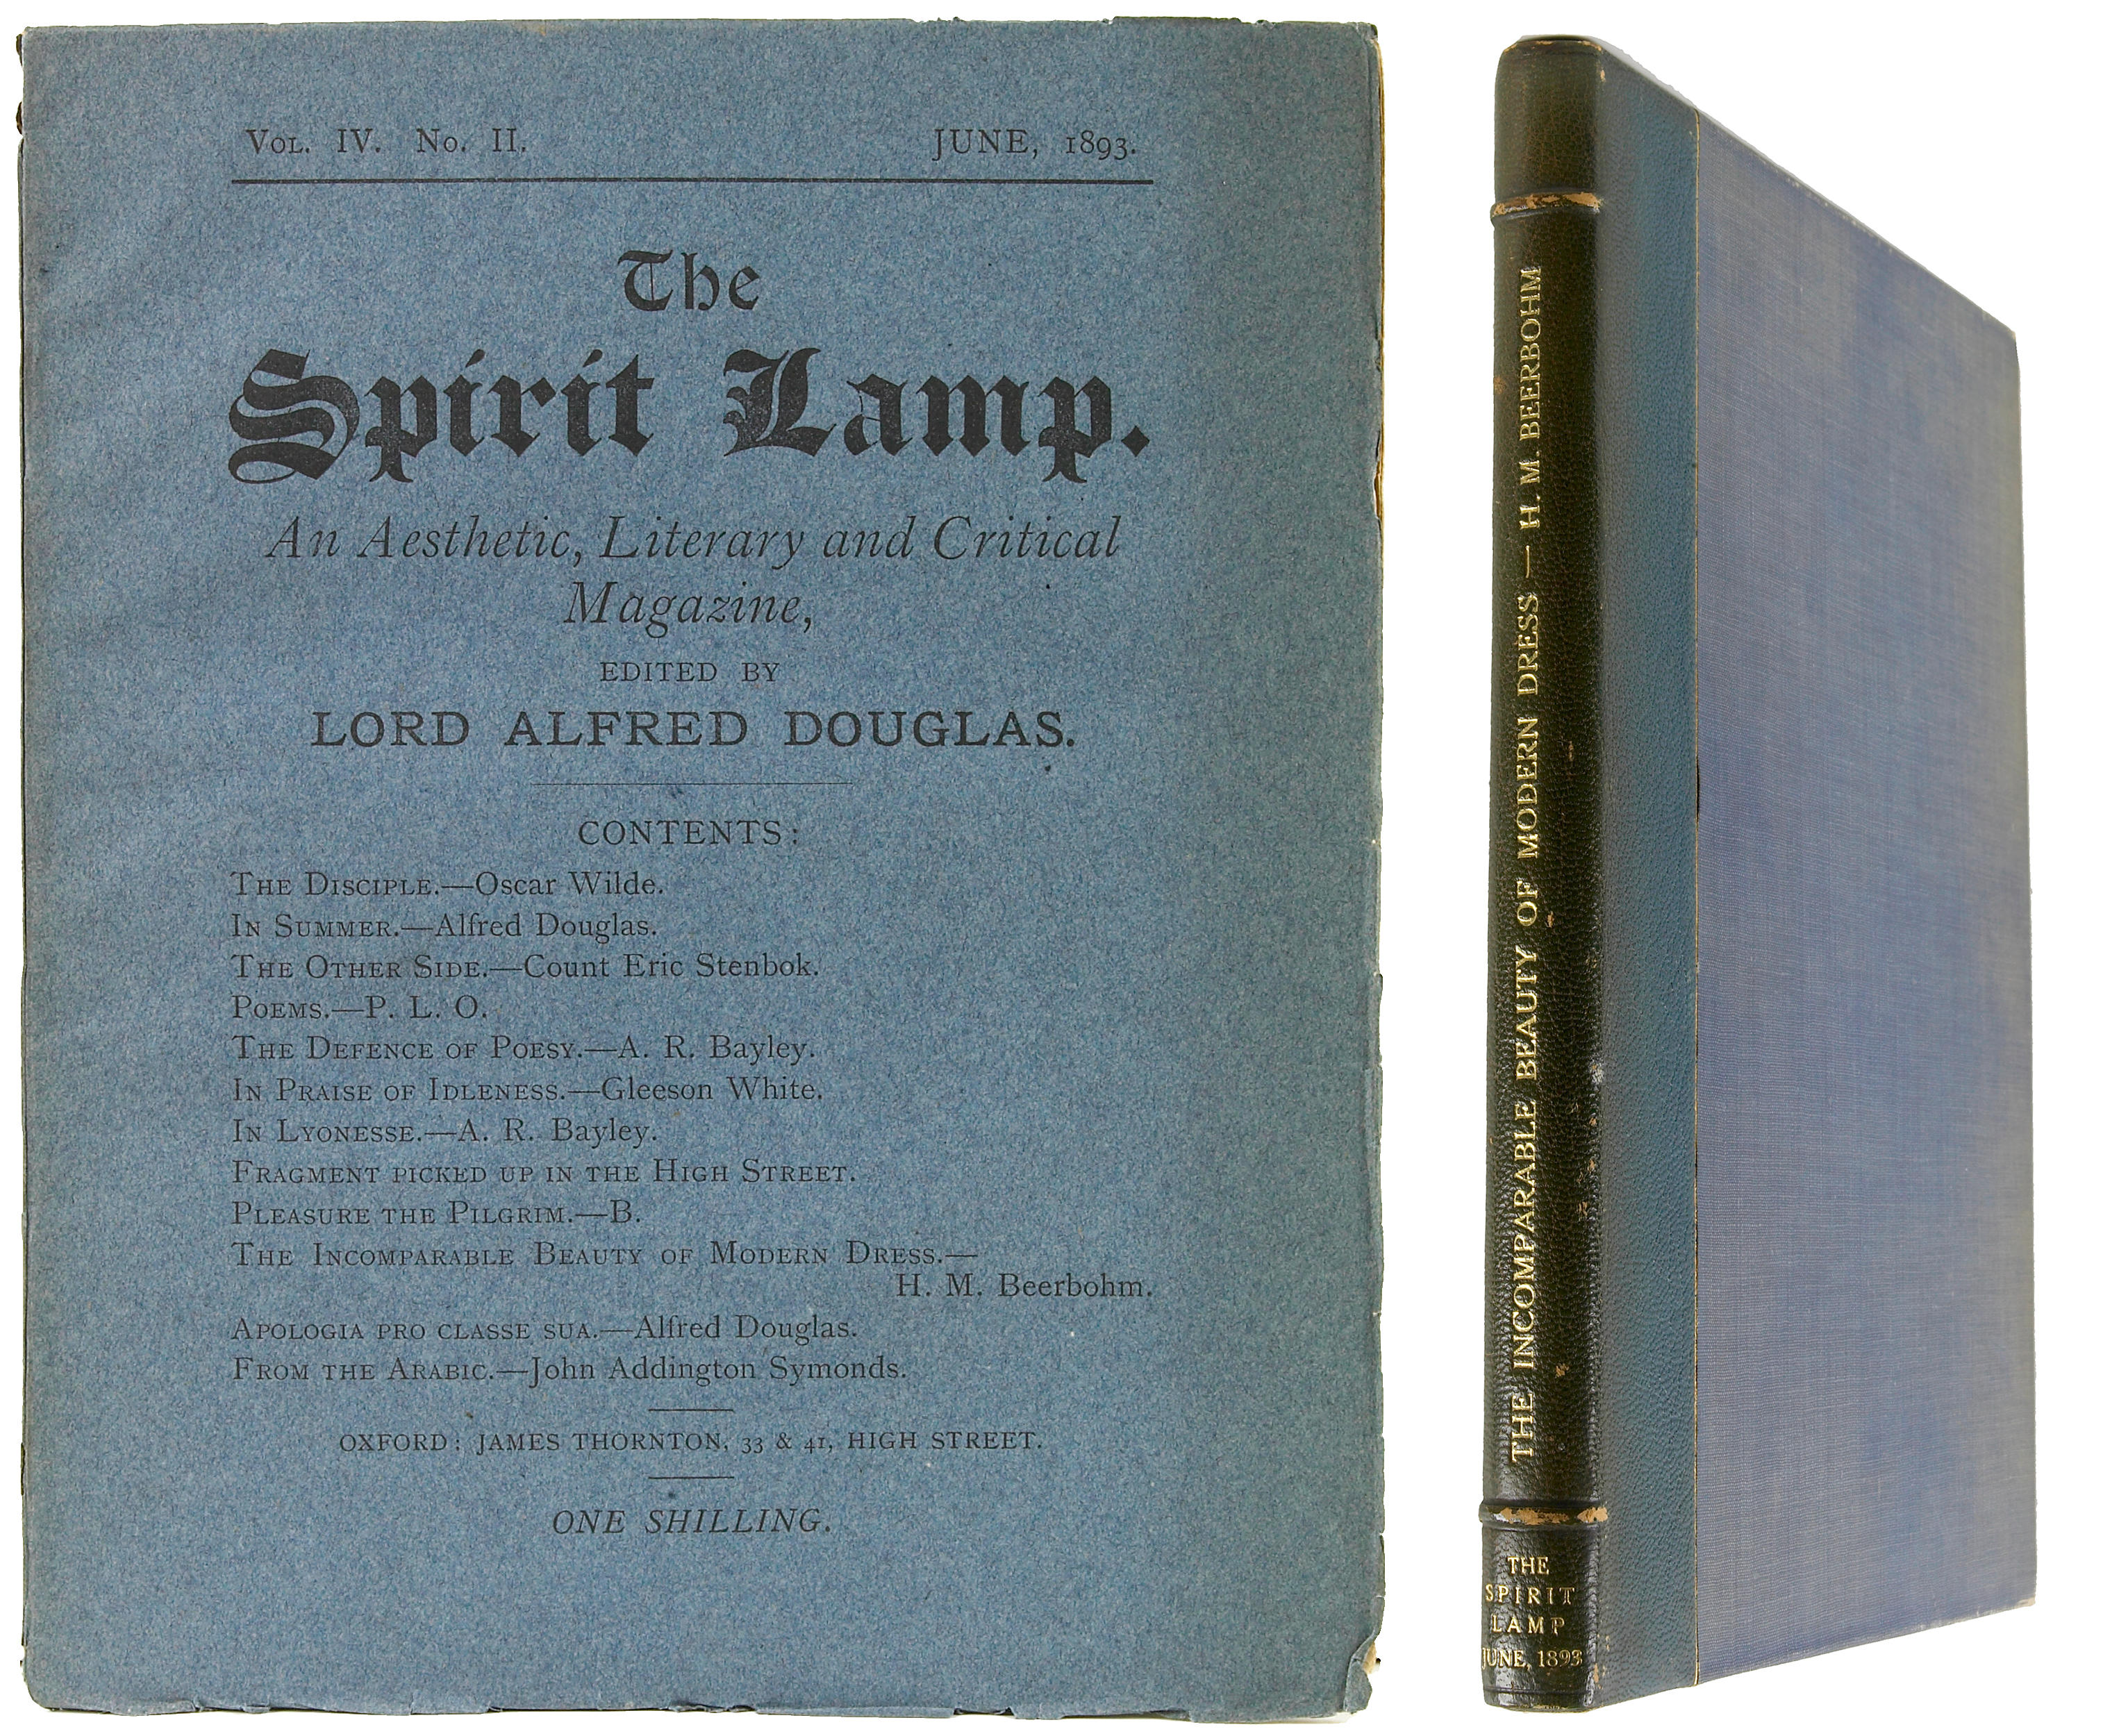 Vol. IV. No. II. JUNE, 1893.
The
Spirit Lamp.
An Aesthetic, Literary and Critical
Magazine,
EDITED BY
LORD ALFRED DOUGLAS.
CONTENTS:
The Disciple.—Oscar Wilde.
In Summer.—Alfred Douglas.
The Other Side.—Count Eric Stenbok.
Poems.—P. L. O.
The Defence of Poesy.—A. R. Bayley.
In Praise of Idleness.—Gleeson White.
In Lyonesse.—A. R. Bayley.
Fragment picked up in the High Street.
Pleasure the Pilgrim.—B.
The Incomparable Beauty of Modern Dress.—
H. M. Beerbohm.
Apologia pro classe sua.—Alfred Douglas.
From the Arabic.—John Addington Symonds.
OXFORD: JAMES THORNTON, 33 & 41, HIGH STREET.
ONE SHILLING.
THE INCOMPARABLE BEAUTY OF MODERN DRESS — H. M. BEERBOHM
THE
SPIRIT
LAMP
JUNE, 1893